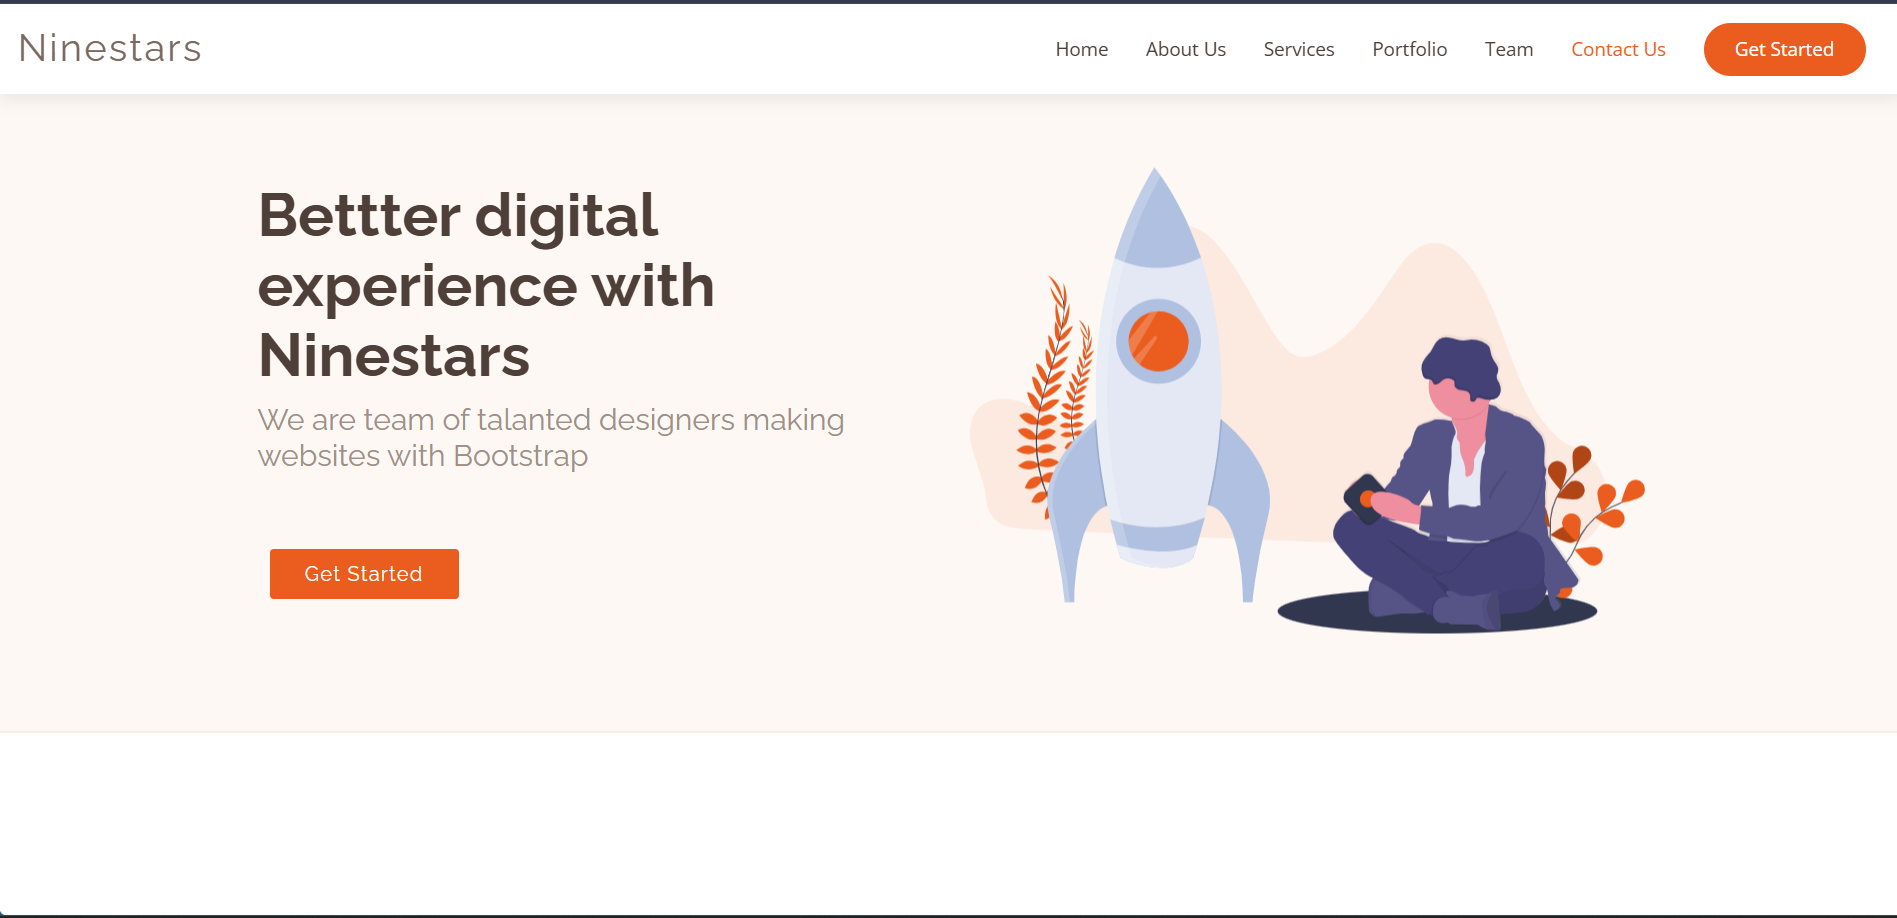 Ninestars
Home About Us Services Portfolio Team Contact Us Get Started
Bettter digital
experience with
Ninestars
We are team of talanted designers making
websites with Bootstrap
Get Started